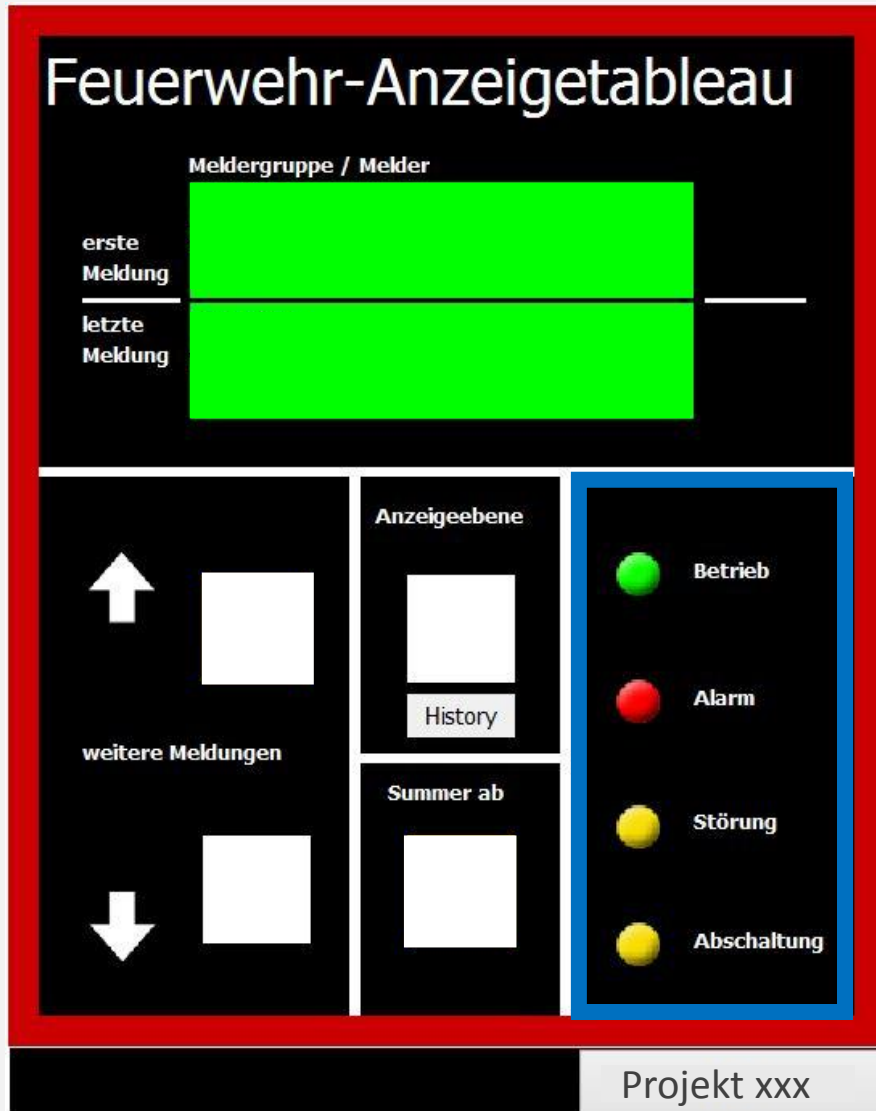 Feuerwehr-Anzeigetableau
Meldergruppe / Melder
erste
Meldung
letzte
Meldung
weitere Meldungen
Anzeigeebene
History
Summer ab
Betrieb
Alarm
Störung
Abschaltung
Projekt xxx